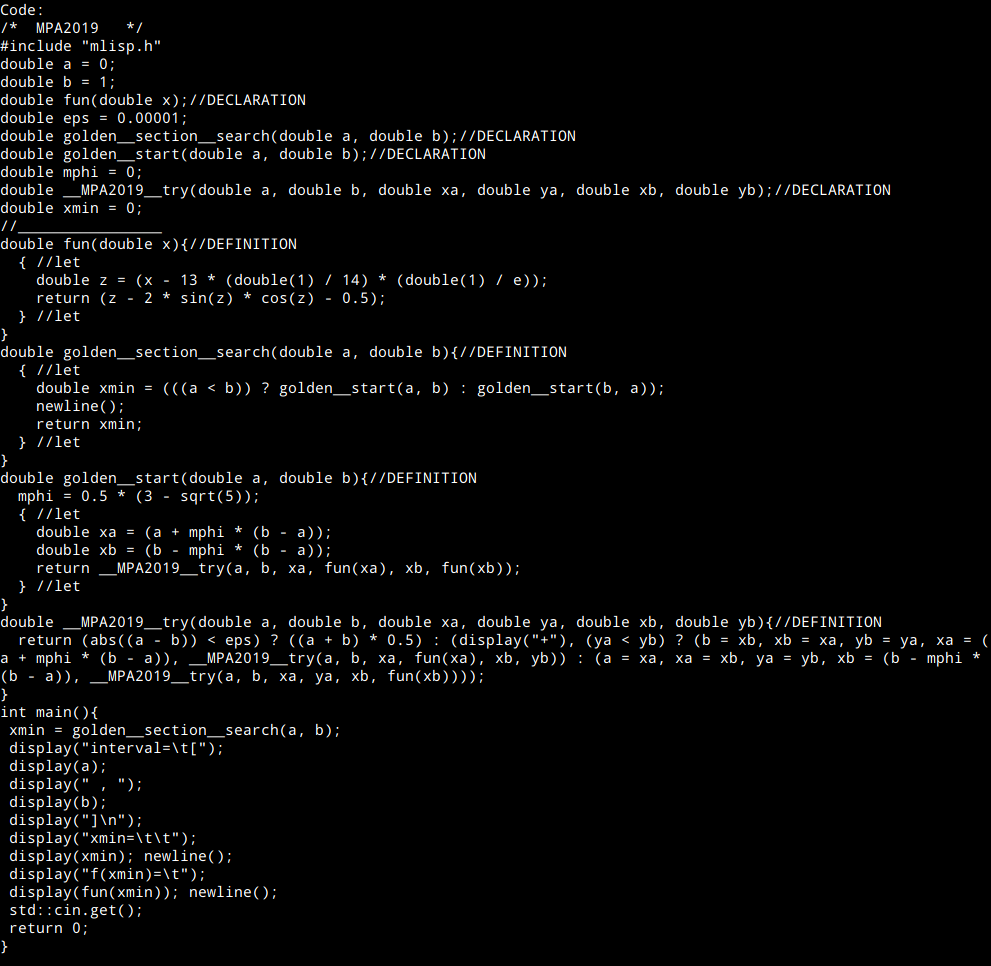 Code:
/*  MPA2019   */
#include "mlisp.h"
double a = 0;
double b = 1;
double fun(double x);//DECLARATION
double eps = 0.00001;
double golden__section__search(double a, double b);//DECLARATION
double golden__start(double a, double b);//DECLARATION
double mphi = 0;
double __MPA2019__try(double a, double b, double xa, double ya, double xb, double yb);//DECLARATION
double xmin = 0;
//________________
double fun(double x){//DEFINITION
  { //let
    double z = (x - 13 * (double(1) / 14) * (double(1) / e));
    return (z - 2 * sin(z) * cos(z) - 0.5);
  } //let
}
double golden__section__search(double a, double b){//DEFINITION
  { //let
    double xmin = (((a < b)) ? golden__start(a, b) : golden__start(b, a));
    newline();
    return xmin;
  } //let
}
double golden__start(double a, double b){//DEFINITION
  mphi = 0.5 * (3 - sqrt(5));
  { //let
    double xa = (a + mphi * (b - a));
    double xb = (b - mphi * (b - a));
    return __MPA2019__try(a, b, xa, fun(xa), xb, fun(xb));
  } //let
}
double __MPA2019__try(double a, double b, double xa, double ya, double xb, double yb){//DEFINITION
  return (abs((a - b)) < eps) ? ((a + b) * 0.5) : (display("+"), (ya < yb) ? (b = xb, xb = xa, yb = ya, xa = (
a + mphi * (b - a)), __MPA2019__try(a, b, xa, fun(xa), xb, yb)) : (a = xa, xa = xb, ya = yb, xb = (b - mphi *
(b - a)), __MPA2019__try(a, b, xa, ya, xb, fun(xb))));
}
int main(){
 xmin = golden__section__search(a, b);
 display("interval=\t[");
 display(a);
 display(" , ");
 display(b);
 display("]\n");
 display("xmin=\t\t");
 display(xmin); newline();
 display("f(xmin)=\t");
 display(fun(xmin)); newline();
 std::cin.get();
 return 0;
}